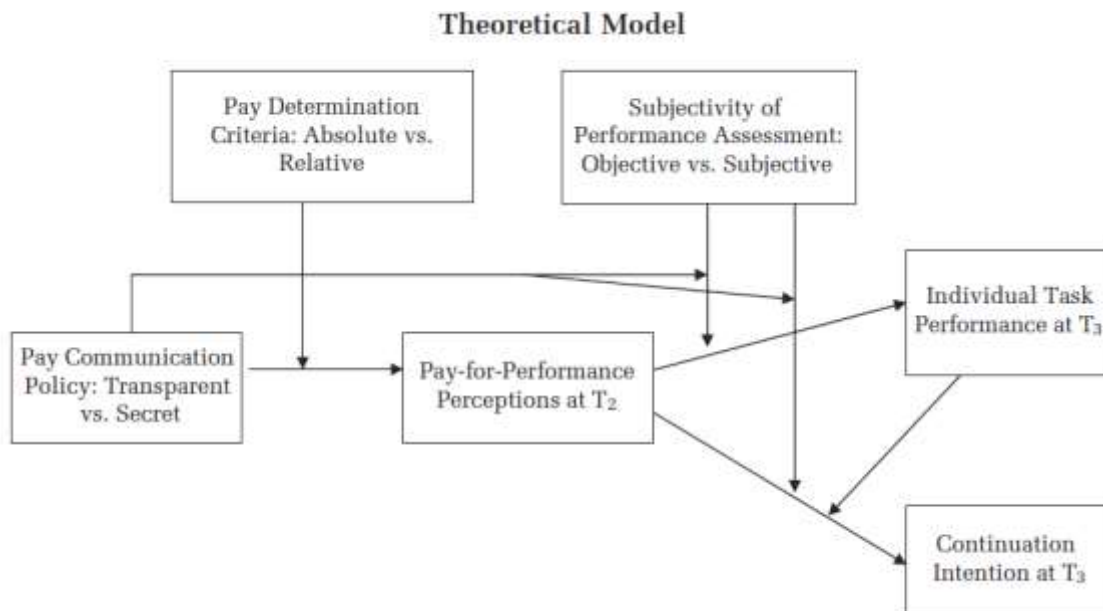 Theoretical Model
Pay Determination
Criteria: Absolute vs.
Relative
Subjectivity of
Performance Assessment:
Objective vs. Subjective
Individual Task
Performance at T₃
Pay Communication
Policy: Transparent
vs. Secret
Pay-for-Performance
Perceptions at T₂
Continuation
Intention at T₃